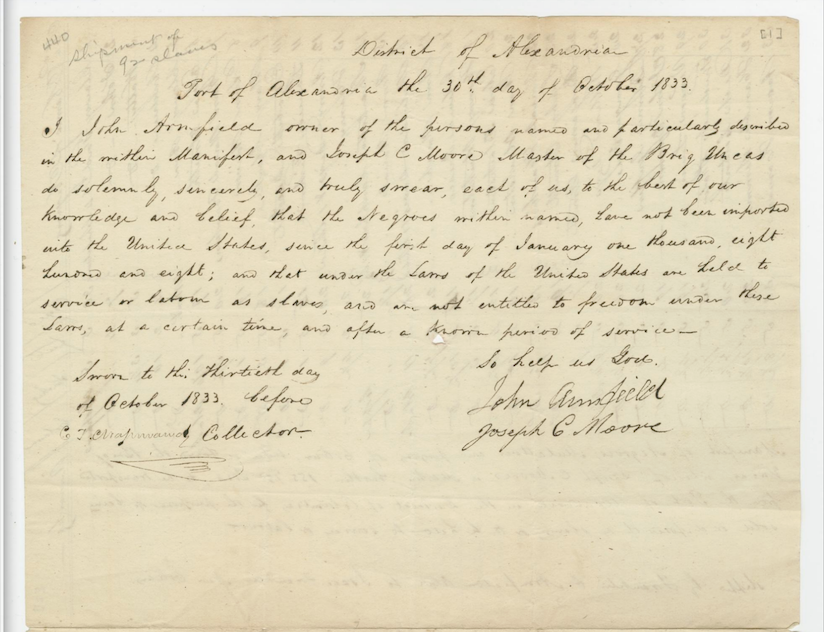 440 Shipment of
92 slaves
[1]
District of Alexandria
Port of Alexandria the 30th day of October 1833.
I John Armfield owner of the persons named and particularly described
in the within Manifest, and Joseph C Moore Master of the Brig Uncas
do solemnly, sincerely, and truly swear, each of us, to the best of our
knowledge and belief, that the Negroes within named, have not been imported
into the United States, since the first day of January one thousand, eight
hundred and eight; and that under the Laws of the United States are held to
service or labour as slaves, and are not entitled to freedom under these
Laws, at a certain time, and after a known period of service—
So help us God.
Sworn to this thirtieth day
of October 1833. before
Collector.
John Armfield
Joseph C Moore